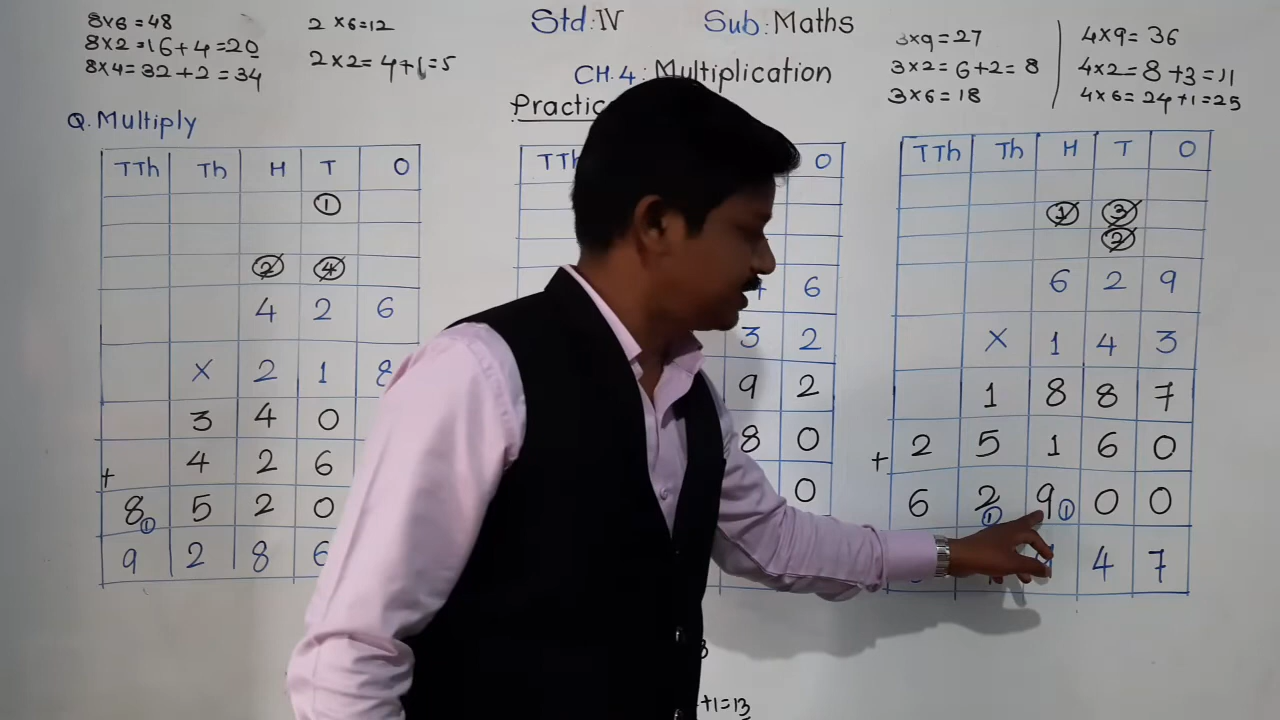 8x6=48
8x2=16+4=20
8x4=32+2=34
2x6=12
2x2=4+1=5
Std:IV Sub:Maths
CH.4:Multiplication
3x9=27
3x2=6+2=8
3x6=18
4x9=36
4x2=8+3=11
4x6=24+1=25
Q.Multiply
TTh Th H T O
1
2 4
4 2 6
x 2 1 8
3 4 0
+ 4 2 6
8 1 5 2 0
9 2 8 6
O
6
3 2
9 2
8 0
0
+1=13
TTh Th H T O
1 3
2
6 2 9
x 1 4 3
1 8 8 7
+ 2 5 1 6 0
6 2 1 9 1 0 0
4 7